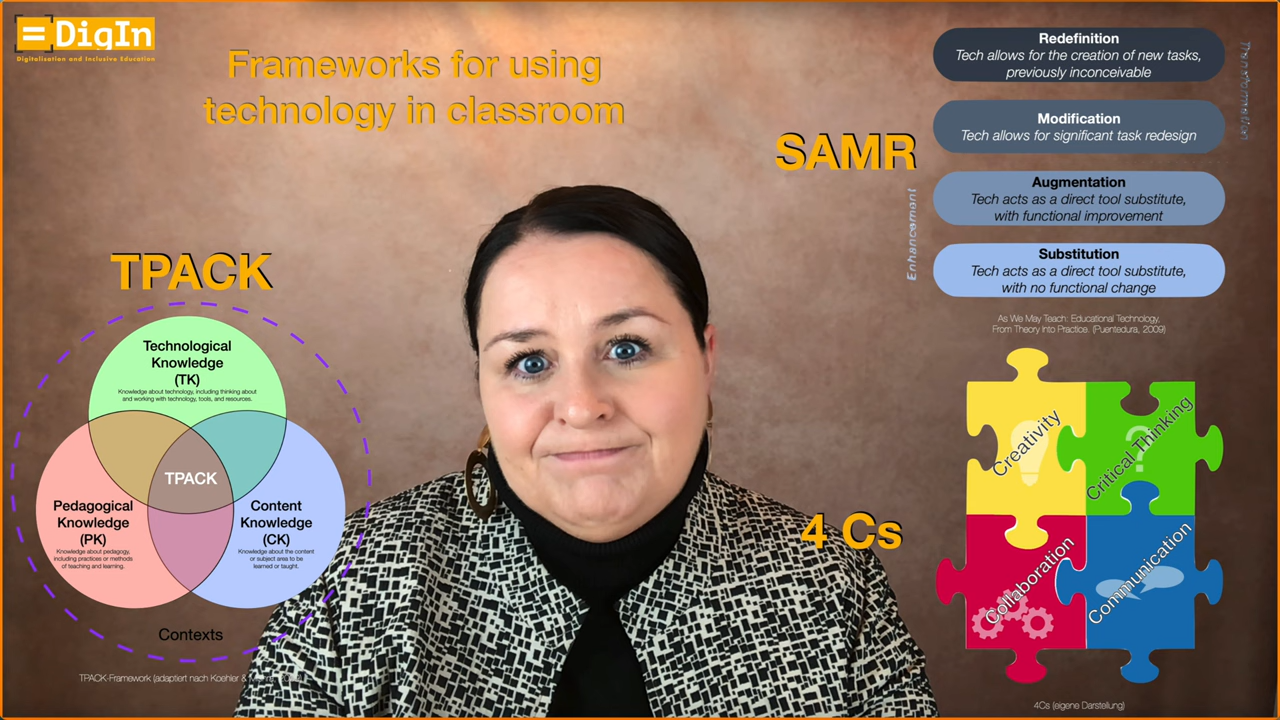 =DigIn
Digitalisation and Inclusive Education
Frameworks for using
technology in classroom
TPACK
Technological
Knowledge
(TK)
Knowledge about technology, including thinking about
and working with technology, tools, and resources.
TPACK
Pedagogical
Knowledge
(PK)
Knowledge about pedagogy,
including practices or methods
of teaching and learning.
Content
Knowledge
(CK)
Knowledge about the content
or subject area to be
learned or taught.
Contexts
TPACK-Framework (adaptiert nach Koehler &
SAMR
Redefinition
Tech allows for the creation of new tasks,
previously inconceivable
Modification
Tech allows for significant task redesign
Augmentation
Tech acts as a direct tool substitute,
with functional improvement
Substitution
Tech acts as a direct tool substitute,
with no functional change
Transformation
Enhancement
As We May Teach: Educational Technology,
From Theory Into Practice. (Puentedura, 2009)
4 Cs
Creativity
?
Critical Thinking
Collaboration
Communication
4Cs (eigene Darstellung)